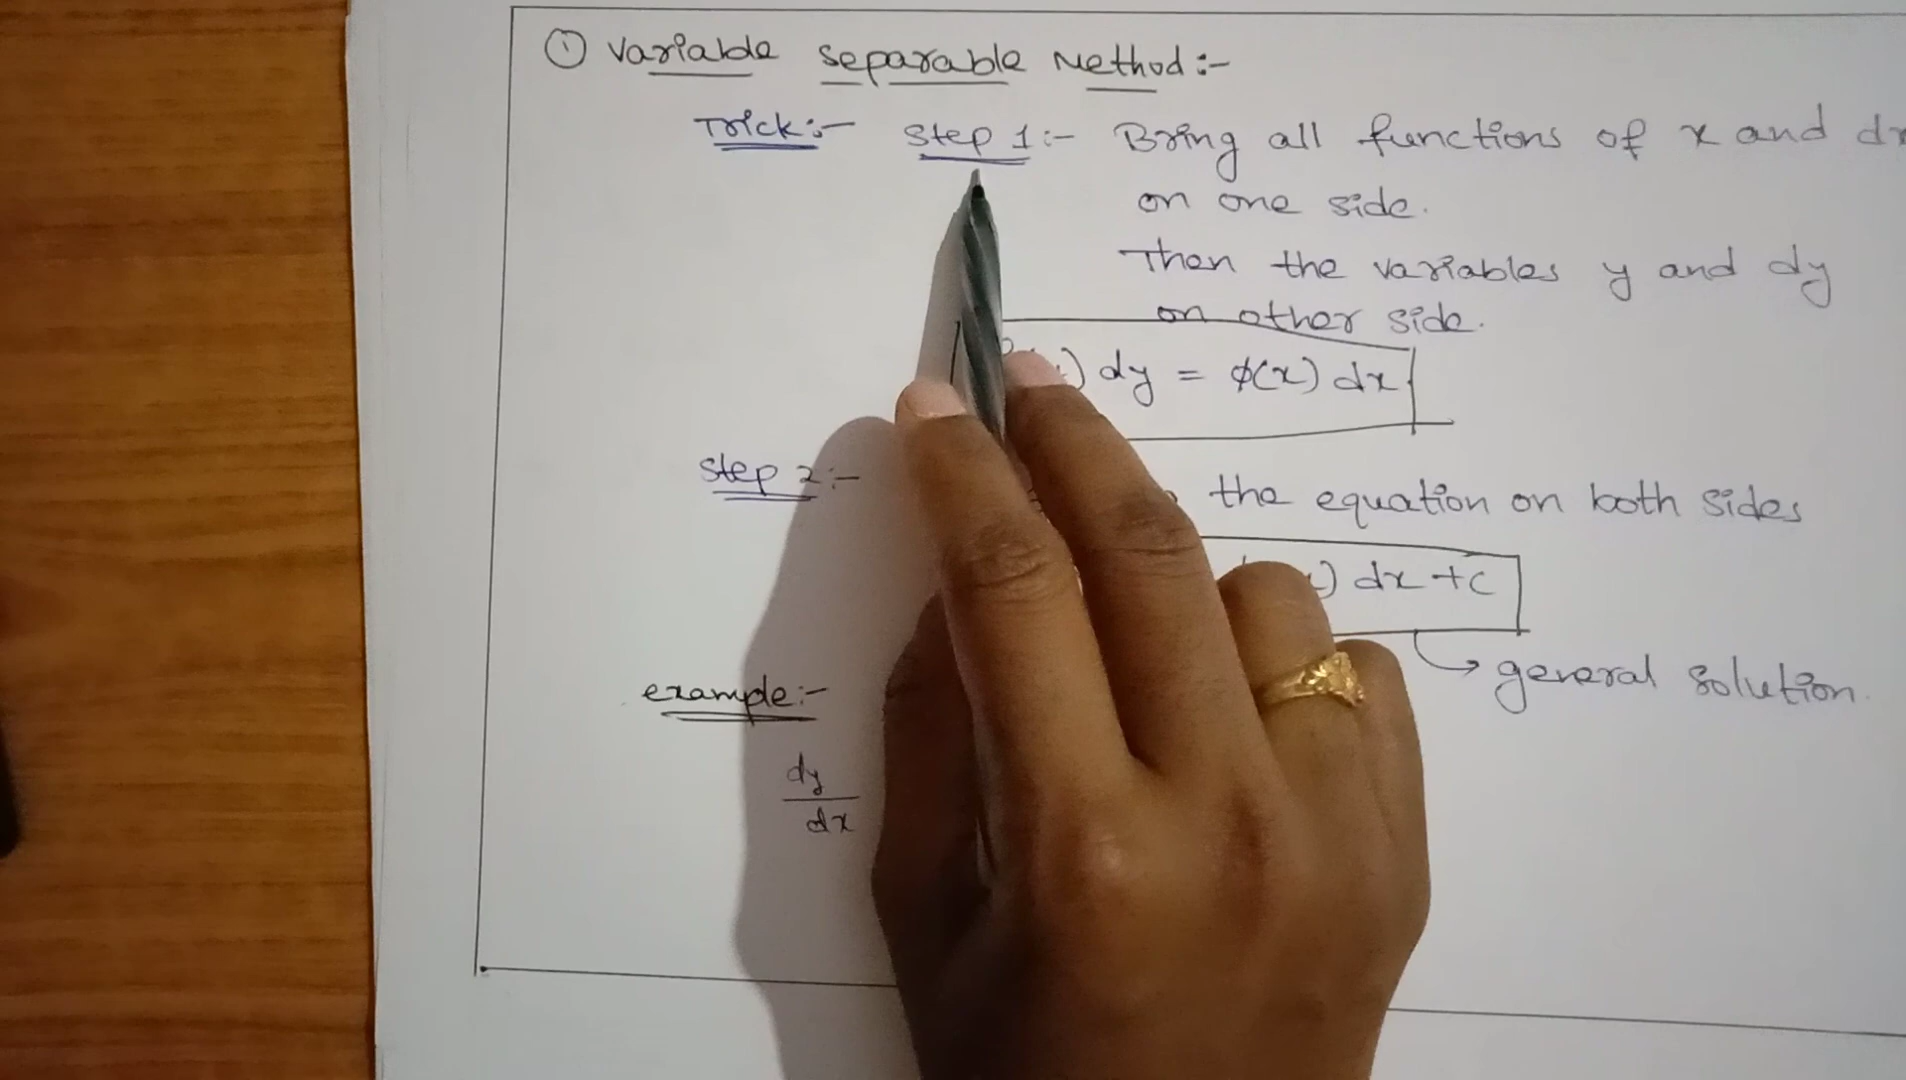 ① Variable Separable Method :-
Trick :- Step 1 :- Bring all functions of x and
on one side.
Then the variables y and dy
on other side.
) dy = φ(x) dx
Step 2 :- the equation on both sides
) dx + c
general solution.
example :-
dy
dx